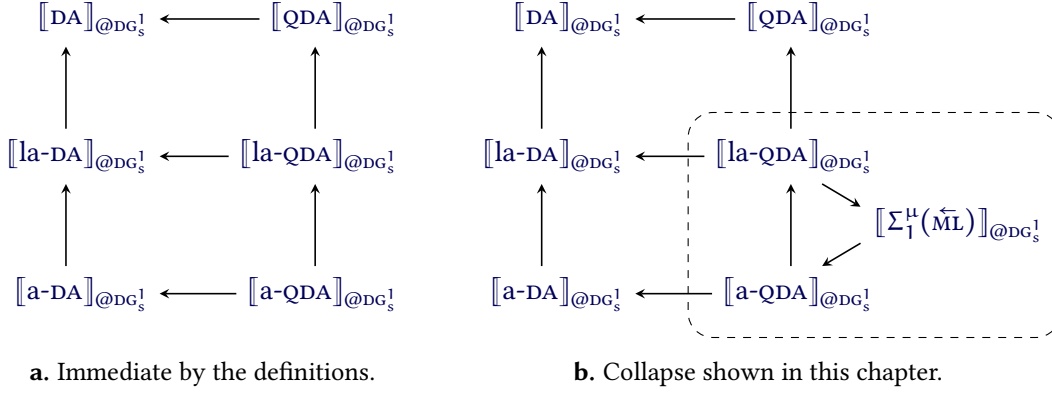 ⟦DA⟧@DG¹ₛ ⟦QDA⟧@DG¹ₛ ⟦DA⟧@DG¹ₛ ⟦QDA⟧@DG¹ₛ
⟦la-DA⟧@DG¹ₛ ⟦la-QDA⟧@DG¹ₛ ⟦la-DA⟧@DG¹ₛ ⟦la-QDA⟧@DG¹ₛ
⟦Σ₁^μ(M⃖L)⟧@DG¹ₛ
⟦a-DA⟧@DG¹ₛ ⟦a-QDA⟧@DG¹ₛ ⟦a-DA⟧@DG¹ₛ ⟦a-QDA⟧@DG¹ₛ
a. Immediate by the definitions. b. Collapse shown in this chapter.